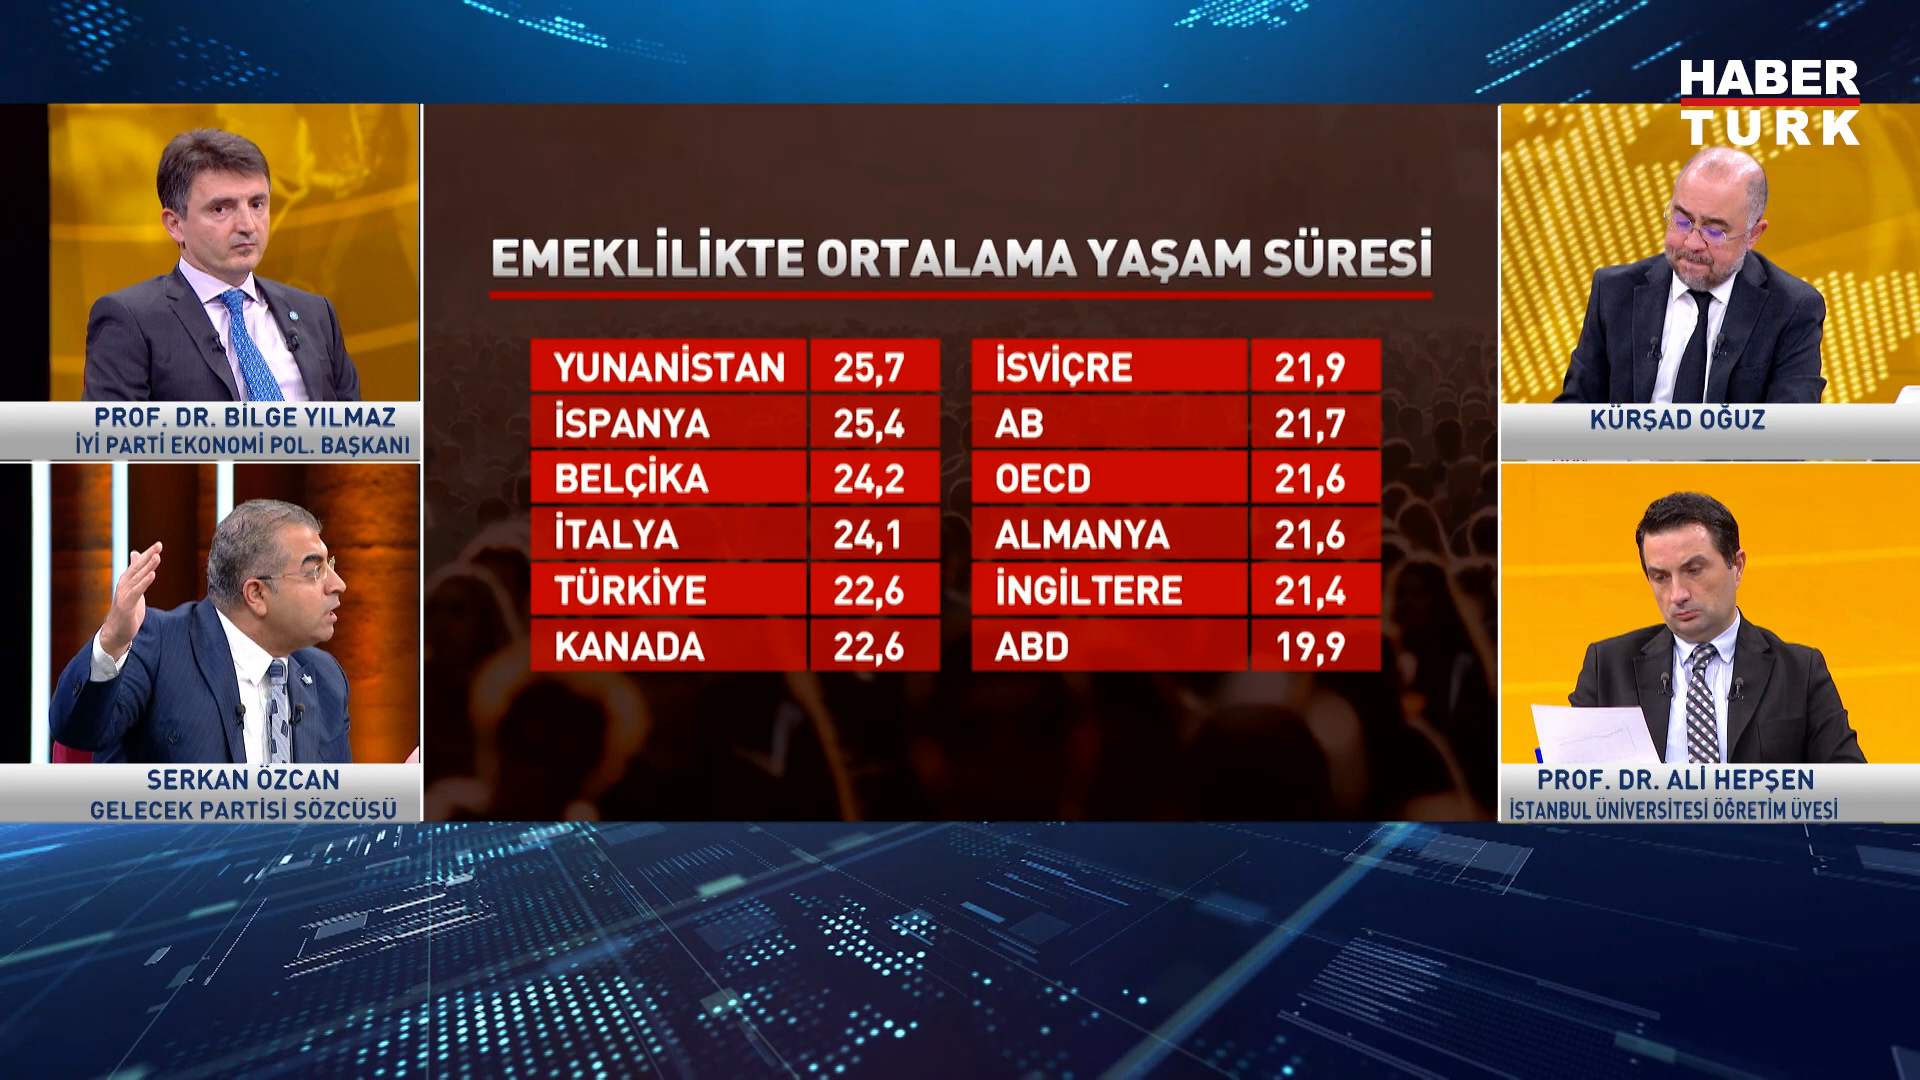 HABER
TURK
EMEKLİLİKTE ORTALAMA YAŞAM SÜRESİ
YUNANİSTAN 25,7
İSPANYA 25,4
BELÇİKA 24,2
İTALYA 24,1
TÜRKİYE 22,6
KANADA 22,6
İSVİÇRE 21,9
AB 21,7
OECD 21,6
ALMANYA 21,6
İNGİLTERE 21,4
ABD 19,9
PROF. DR. BİLGE YILMAZ
İYİ PARTİ EKONOMİ POL. BAŞKANI
SERKAN ÖZCAN
GELECEK PARTİSİ SÖZCÜSÜ
KÜRŞAD OĞUZ
PROF. DR. ALİ HEPŞEN
İSTANBUL ÜNİVERSİTESİ ÖĞRETİM ÜYESİ